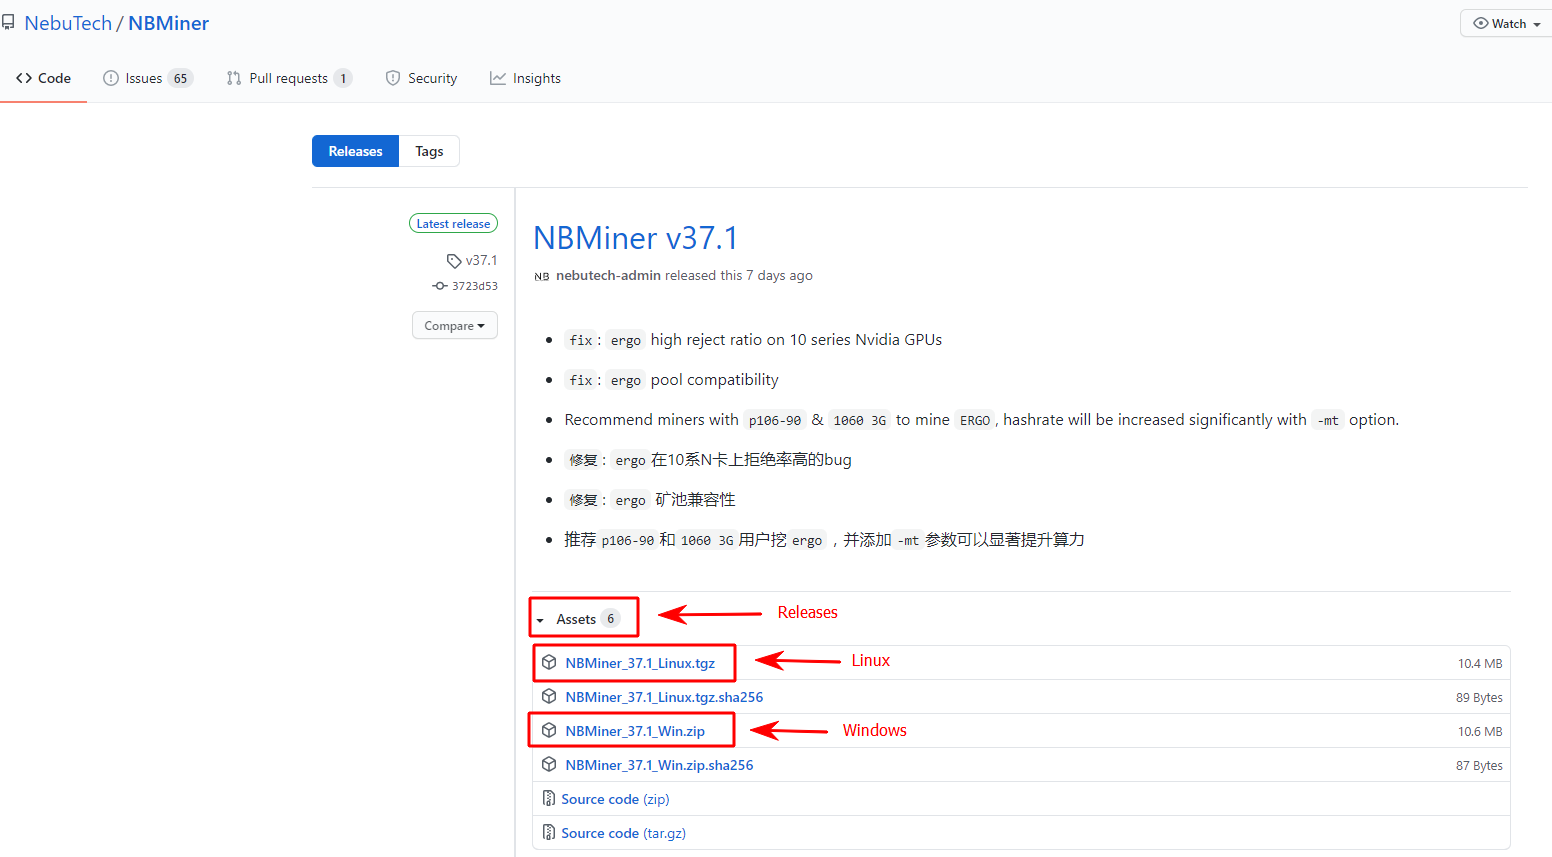 NebuTech / NBMiner
Watch
Code
Issues 65
Pull requests 1
Security
Insights
Releases
Tags
Latest release
v37.1
3723d53
Compare
NBMiner v37.1
NB nebutech-admin released this 7 days ago
fix : ergo high reject ratio on 10 series Nvidia GPUs
fix : ergo pool compatibility
Recommend miners with p106-90 & 1060 3G to mine ERGO , hashrate will be increased significantly with -mt option.
修复 : ergo 在10系N卡上拒绝率高的bug
修复 : ergo 矿池兼容性
推荐 p106-90 和 1060 3G 用户挖 ergo ，并添加 -mt 参数可以显著提升算力
Assets 6
Releases
NBMiner_37.1_Linux.tgz
Linux
10.4 MB
NBMiner_37.1_Linux.tgz.sha256
89 Bytes
NBMiner_37.1_Win.zip
Windows
10.6 MB
NBMiner_37.1_Win.zip.sha256
87 Bytes
Source code (zip)
Source code (tar.gz)